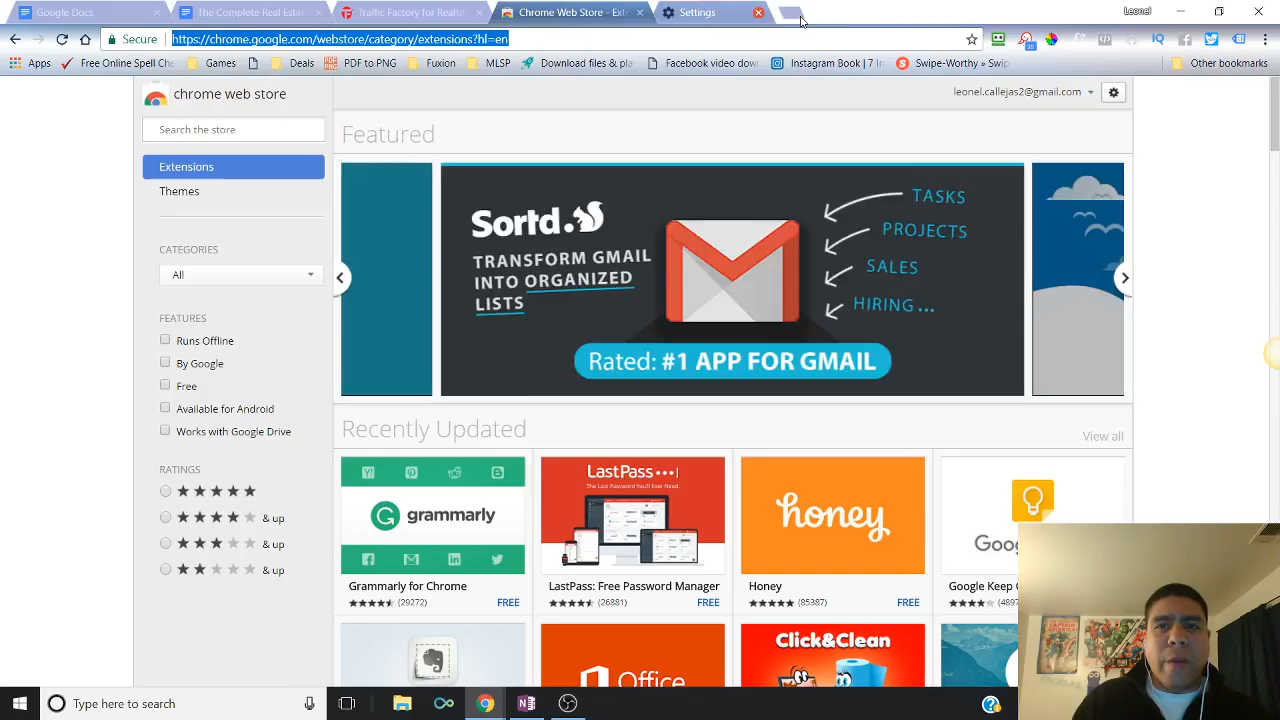 Google Docs
The Complete Real Estat
Traffic Factory for Realto
Chrome Web Store - Exte
Settings
Leonel
Secure
https://chrome.google.com/webstore/category/extensions?hl=en
38
Apps
Free Online Spell Che
Games
Deals
PDF to PNG
Fuxion
MLSP
Download files & pla
Facebook video down
Instagram Book | 7 In
Swipe-Worthy » Swip
Other bookmarks
chrome web store
leonel.callejas2@gmail.com
Search the store
Extensions
Themes
CATEGORIES
All
FEATURES
Runs Offline
By Google
Free
Available for Android
Works with Google Drive
RATINGS
& up
& up
& up
Featured
Sortd.
TRANSFORM GMAIL
INTO ORGANIZED
LISTS
TASKS
PROJECTS
SALES
HIRING ...
Rated: #1 APP FOR GMAIL
Recently Updated
View all
grammarly
Grammarly for Chrome
(29272)
FREE
LastPass
The Last Password You'll Ever Need.
LastPass: Free Password Manager
(26881)
FREE
honey
Honey
(85387)
FREE
Goog
Google Keep C
(4897
Office
Click&Clean
Type here to search